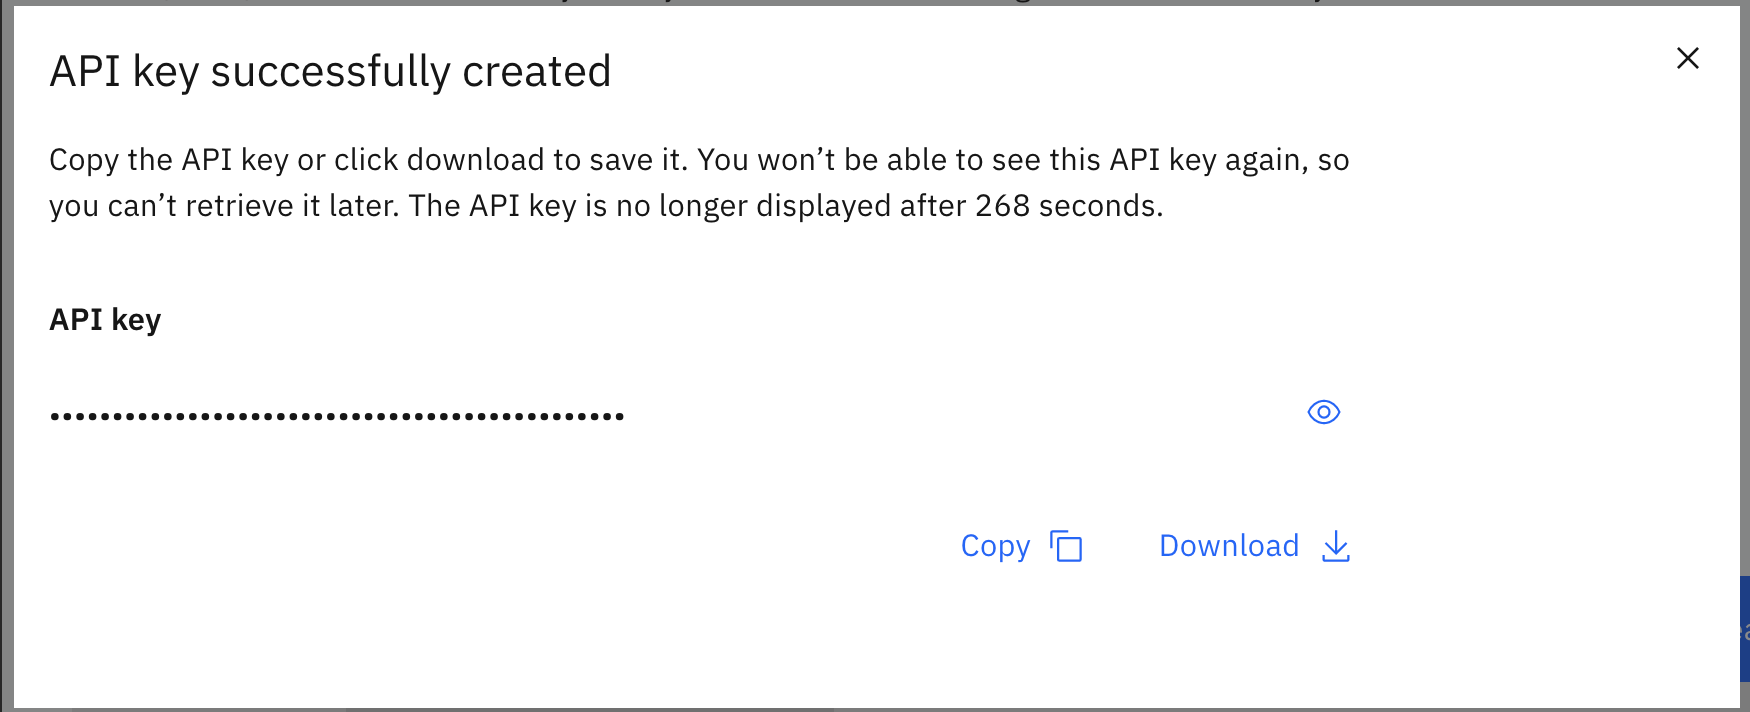 API key successfully created
Copy the API key or click download to save it. You won’t be able to see this API key again, so
you can’t retrieve it later. The API key is no longer displayed after 268 seconds.
API key
••••••••••••••••••••••••••••••••••••••••••••••
Copy
Download